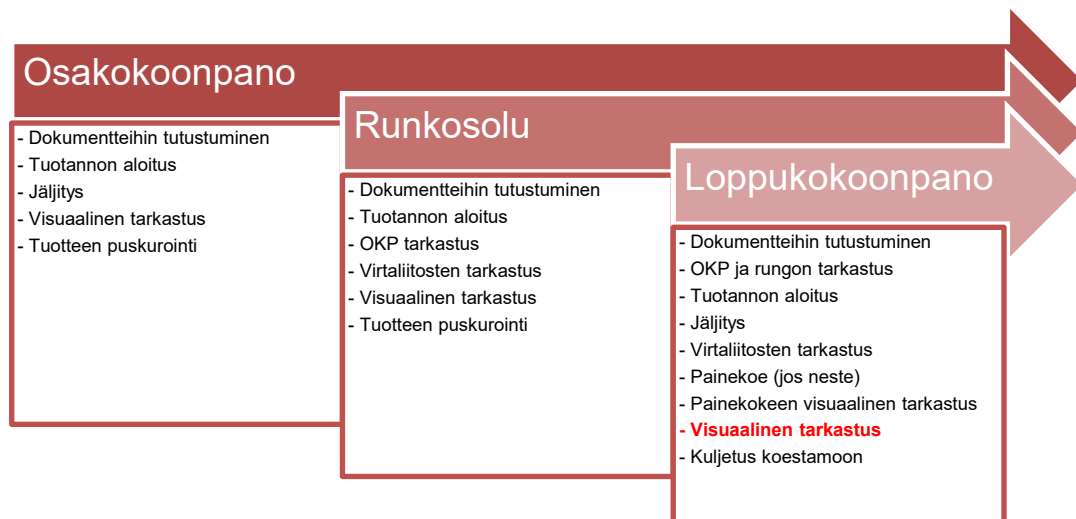 Osakokoonpano
- Dokumentteihin tutustuminen
- Tuotannon aloitus
- Jäljitys
- Visuaalinen tarkastus
- Tuotteen puskurointi
Runkosolu
- Dokumentteihin tutustuminen
- Tuotannon aloitus
- OKP tarkastus
- Virtaliitosten tarkastus
- Visuaalinen tarkastus
- Tuotteen puskurointi
Loppukokoonpano
- Dokumentteihin tutustuminen
- OKP ja rungon tarkastus
- Tuotannon aloitus
- Jäljitys
- Virtaliitosten tarkastus
- Painekoe (jos neste)
- Painekokeen visuaalinen tarkastus
- Visuaalinen tarkastus
- Kuljetus koestamoon